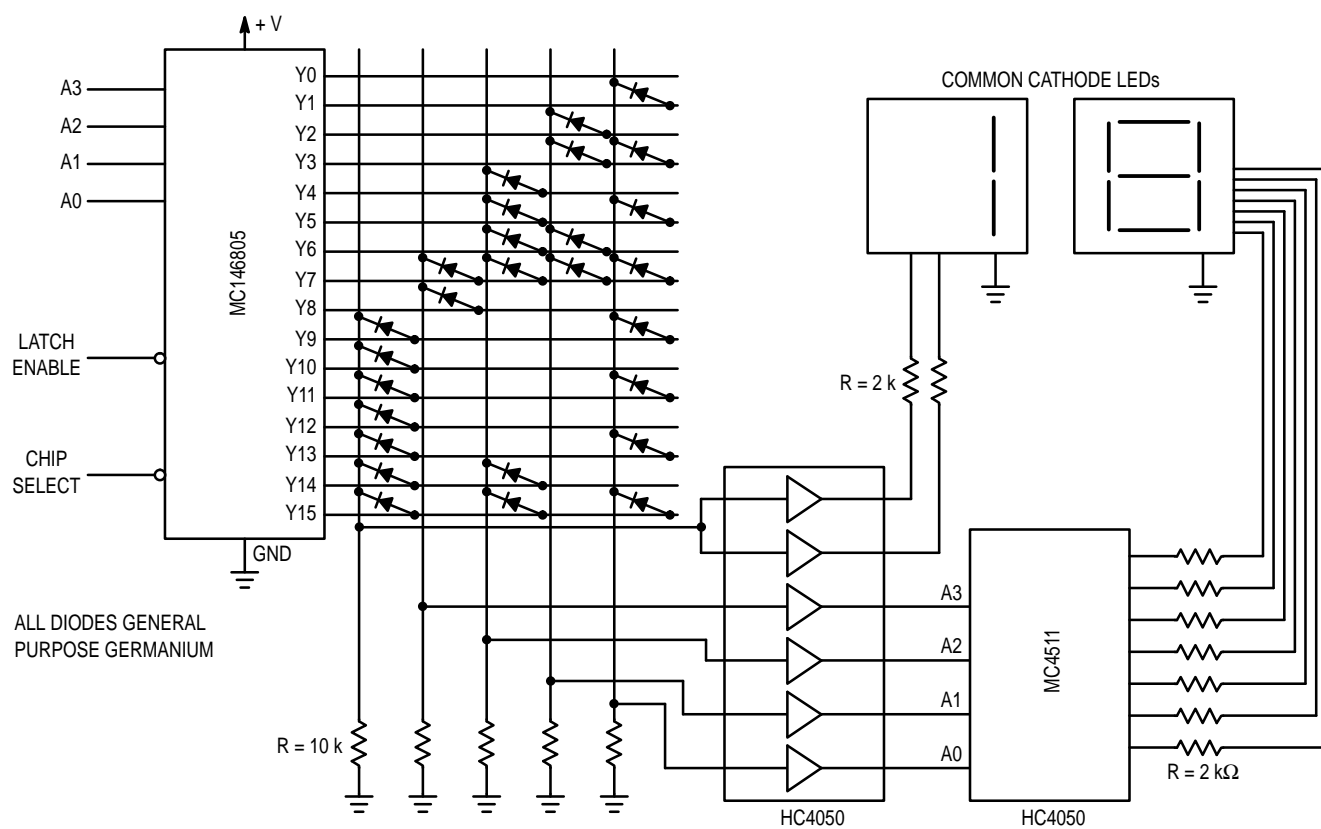 + V
A3
A2
A1
A0
MC146805
LATCH
ENABLE
CHIP
SELECT
GND
Y0
Y1
Y2
Y3
Y4
Y5
Y6
Y7
Y8
Y9
Y10
Y11
Y12
Y13
Y14
Y15
ALL DIODES GENERAL
PURPOSE GERMANIUM
R = 10 k
COMMON CATHODE LEDs
R = 2 k
HC4050
A3
A2
A1
A0
MC4511
HC4050
R = 2 kΩ